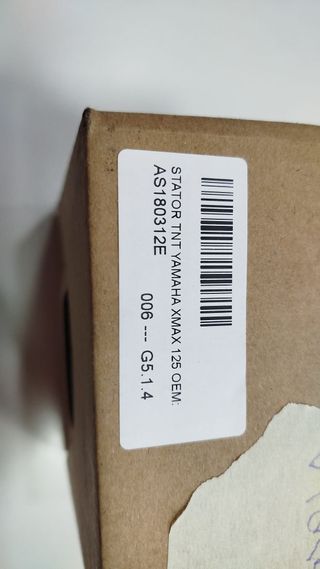 STATOR TNT YAMAHA XMAX 125 OEM:
AS180312E
006 --- G5.1.4